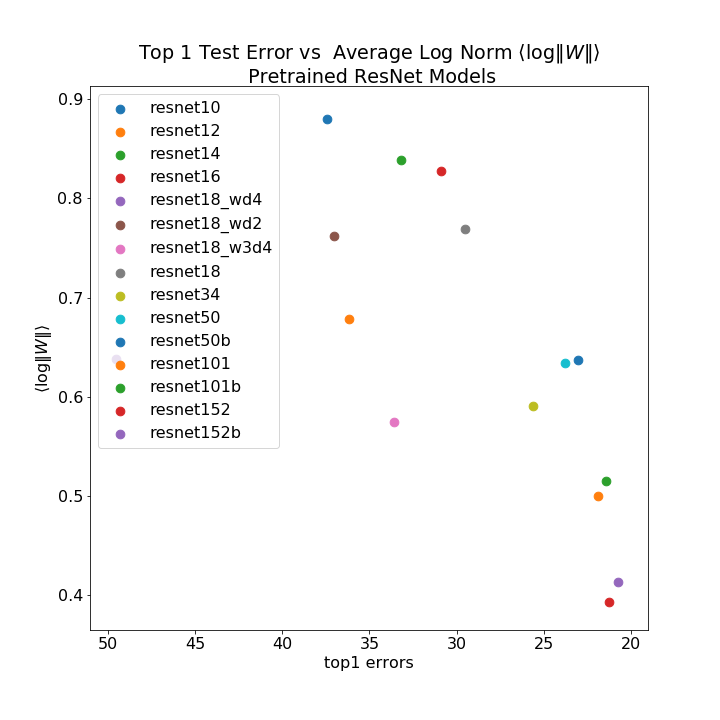 Top 1 Test Error vs  Average Log Norm ⟨log‖W‖⟩
Pretrained ResNet Models
0.9
0.8
0.7
0.6
0.5
0.4
⟨log‖W‖⟩
resnet10
resnet12
resnet14
resnet16
resnet18_wd4
resnet18_wd2
resnet18_w3d4
resnet18
resnet34
resnet50
resnet50b
resnet101
resnet101b
resnet152
resnet152b
50 45 40 35 30 25 20
top1 errors